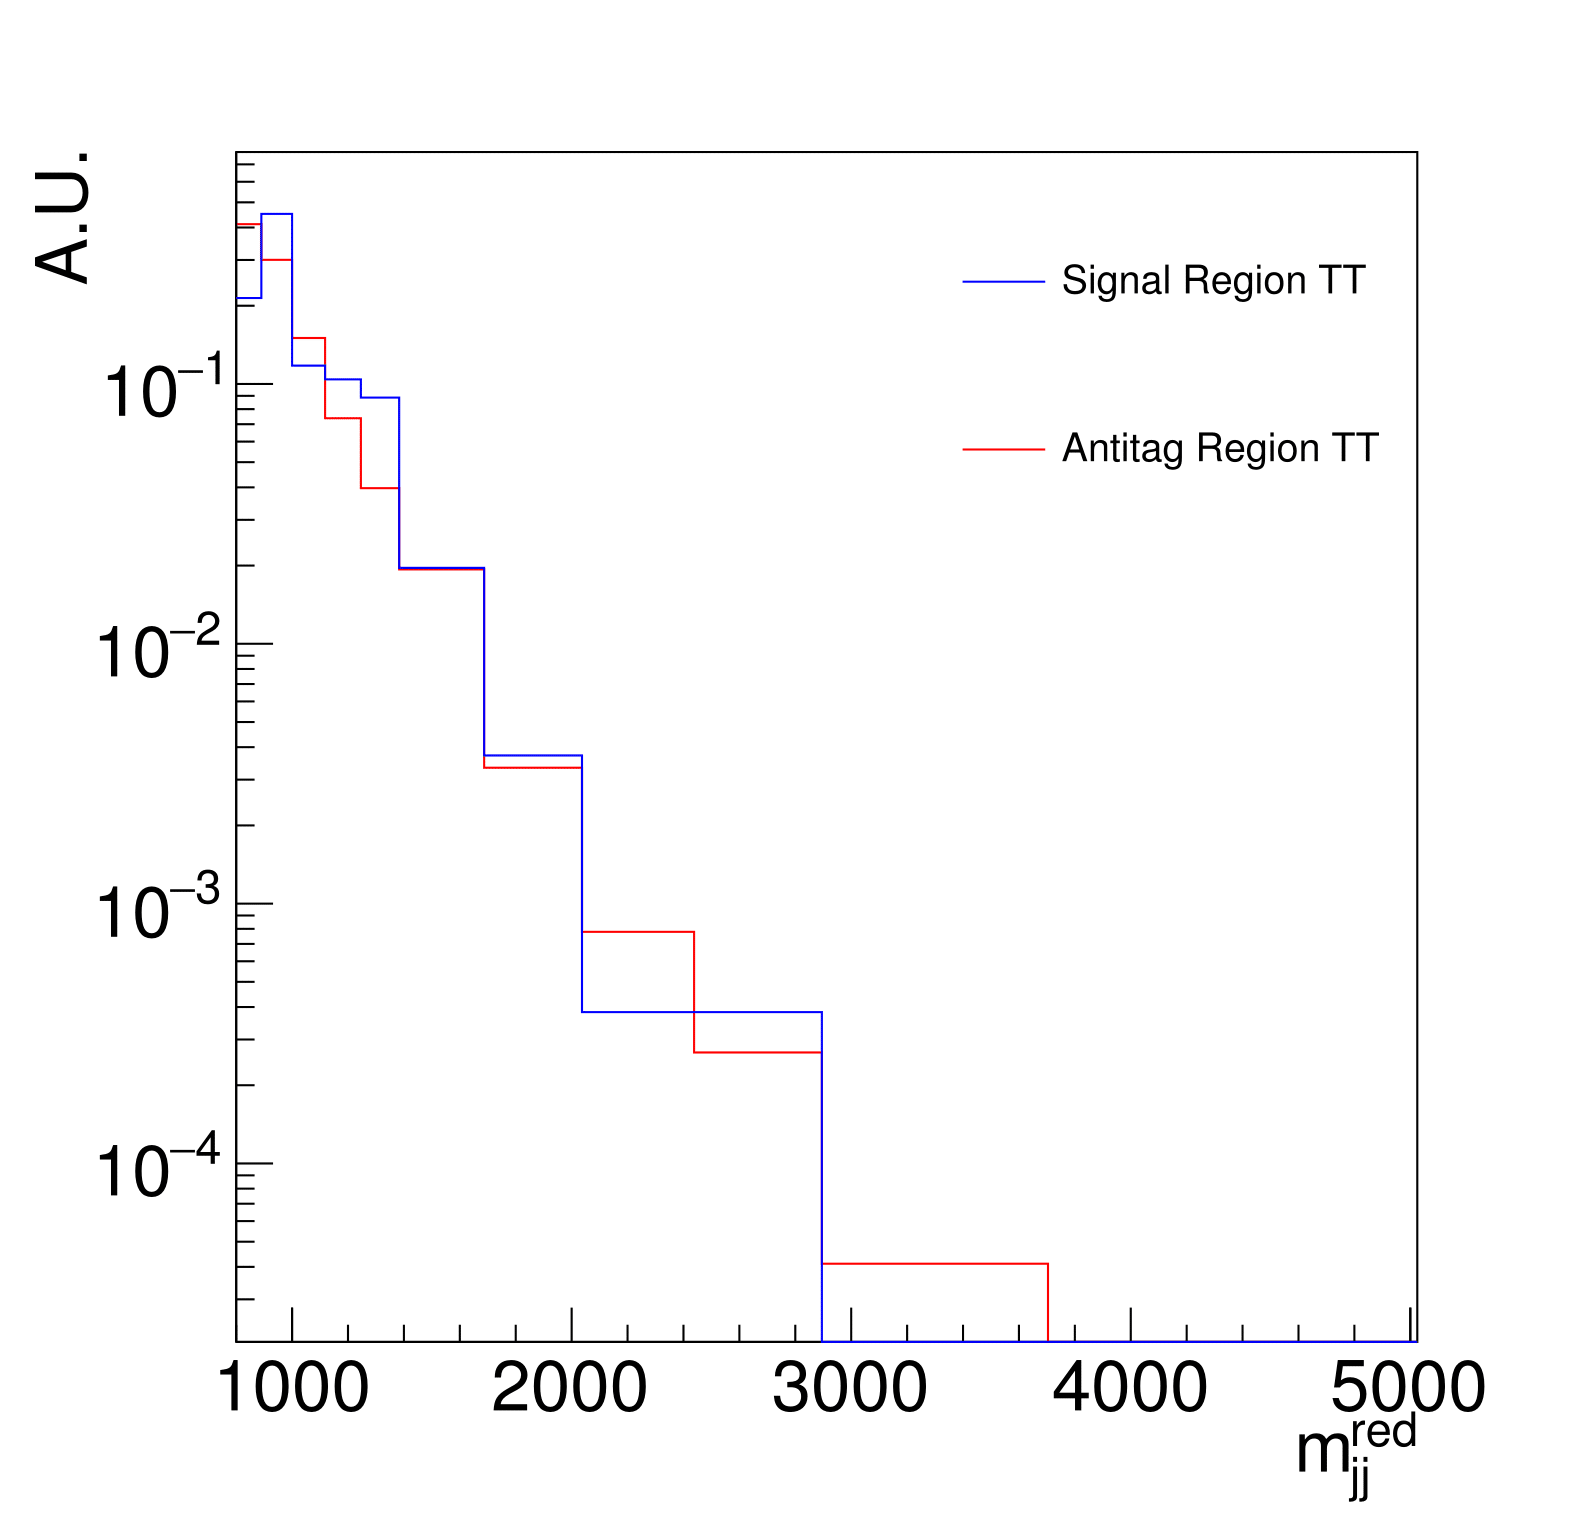 A.U.
Signal Region TT
Antitag Region TT
10⁻¹
10⁻²
10⁻³
10⁻⁴
1000 2000 3000 4000 5000
m_jj^red